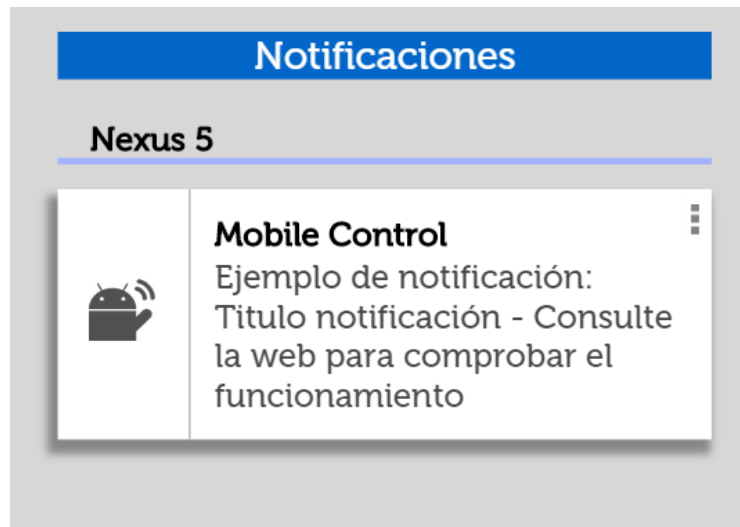 Notificaciones
Nexus 5
Mobile Control
Ejemplo de notificación:
Titulo notificación - Consulte
la web para comprobar el
funcionamiento